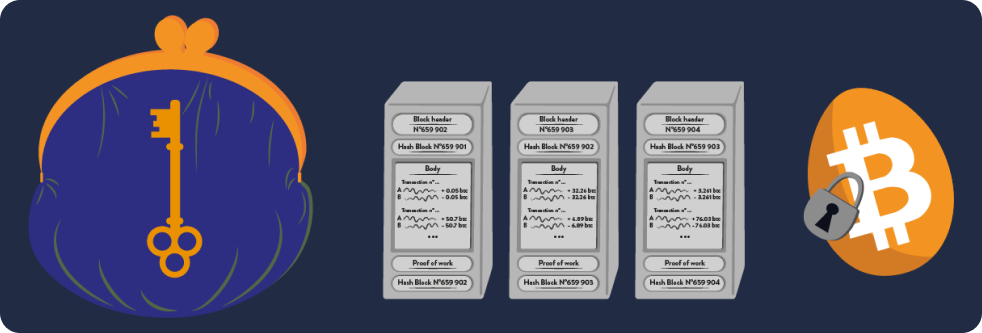 Block header
N°659 902
Hash Block N°659 901
Body
Transaction n°...
A + 0.05 btc
B - 0.05 btc
Transaction n°...
A + 50.7 btc
B - 50.7 btc
...
Proof of work
Hash Block N°659 902
Block header
N°659 903
Hash Block N°659 902
Body
Transaction n°...
A + 32.26 btc
B - 32.26 btc
Transaction n°...
A + 6.89 btc
B - 6.89 btc
...
Proof of work
Hash Block N°659 903
Block header
N°659 904
Hash Block N°659 903
Body
Transaction n°...
A + 3.261 btc
B - 3.261 btc
Transaction n°...
A + 76.03 btc
B - 76.03 btc
...
Proof of work
Hash Block N°659 904